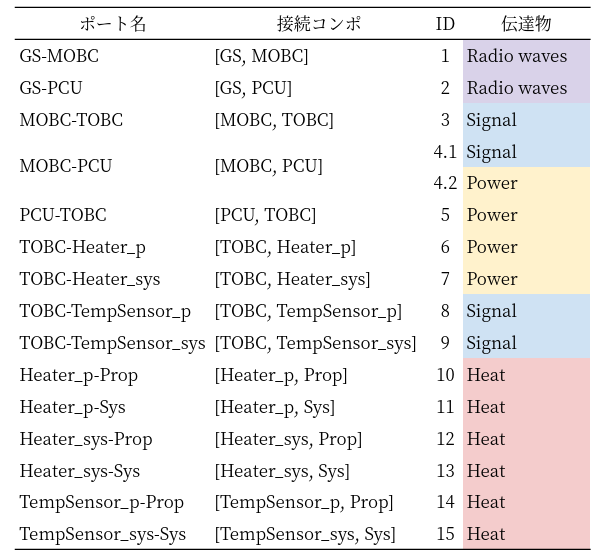 ポート名 接続コンポ ID 伝達物
GS-MOBC [GS, MOBC] 1 Radio waves
GS-PCU [GS, PCU] 2 Radio waves
MOBC-TOBC [MOBC, TOBC] 3 Signal
MOBC-PCU [MOBC, PCU] 4.1 Signal
4.2 Power
PCU-TOBC [PCU, TOBC] 5 Power
TOBC-Heater_p [TOBC, Heater_p] 6 Power
TOBC-Heater_sys [TOBC, Heater_sys] 7 Power
TOBC-TempSensor_p [TOBC, TempSensor_p] 8 Signal
TOBC-TempSensor_sys [TOBC, TempSensor_sys] 9 Signal
Heater_p-Prop [Heater_p, Prop] 10 Heat
Heater_p-Sys [Heater_p, Sys] 11 Heat
Heater_sys-Prop [Heater_sys, Prop] 12 Heat
Heater_sys-Sys [Heater_sys, Sys] 13 Heat
TempSensor_p-Prop [TempSensor_p, Prop] 14 Heat
TempSensor_sys-Sys [TempSensor_sys, Sys] 15 Heat